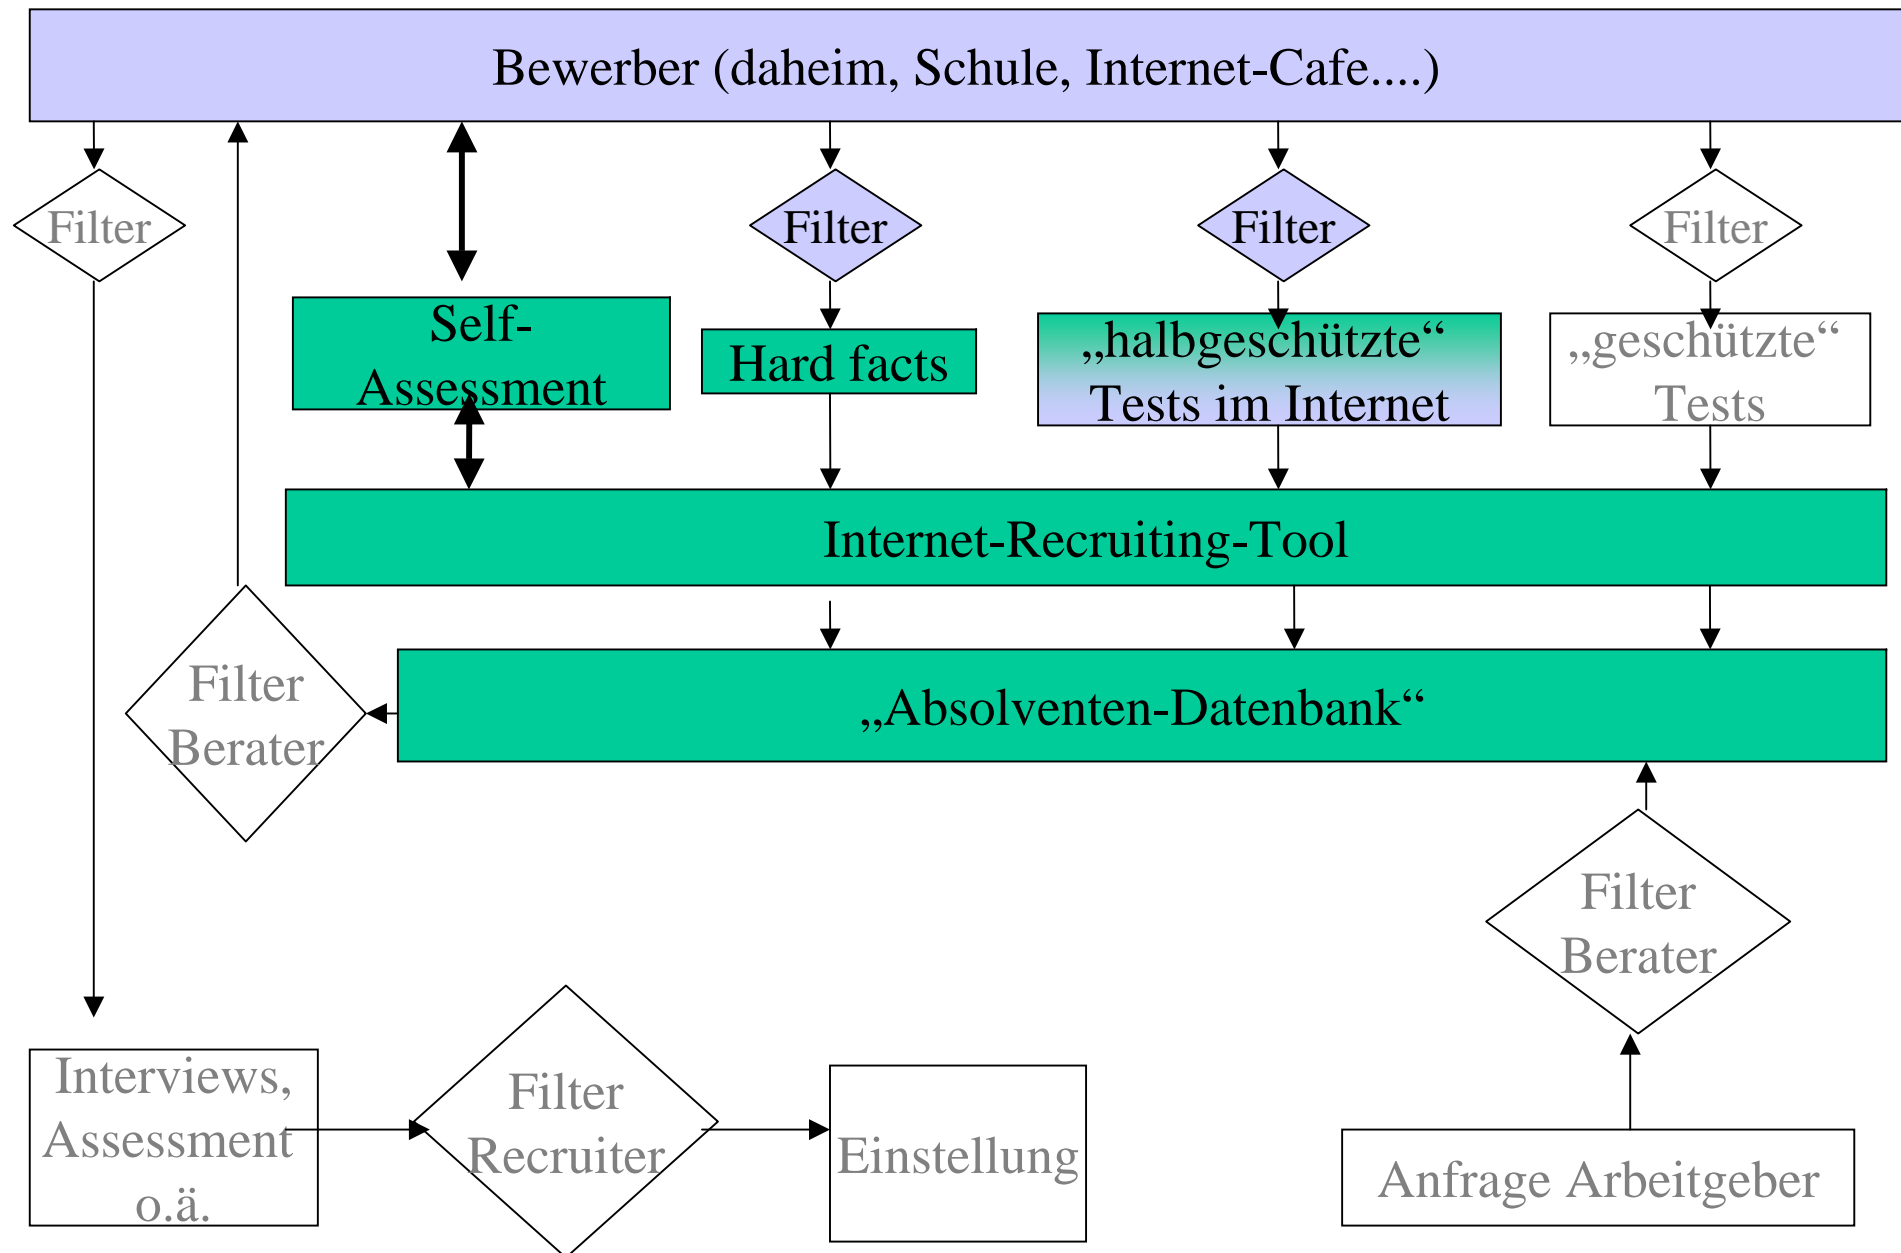 Bewerber (daheim, Schule, Internet-Cafe....)
Filter
Filter
Filter
Filter
Self-
Assessment
Hard facts
„halbgeschützte“
Tests im Internet
„geschützte“
Tests
Internet-Recruiting-Tool
Filter
Berater
„Absolventen-Datenbank“
Filter
Berater
Interviews,
Assessment
o.ä.
Filter
Recruiter
Einstellung
Anfrage Arbeitgeber